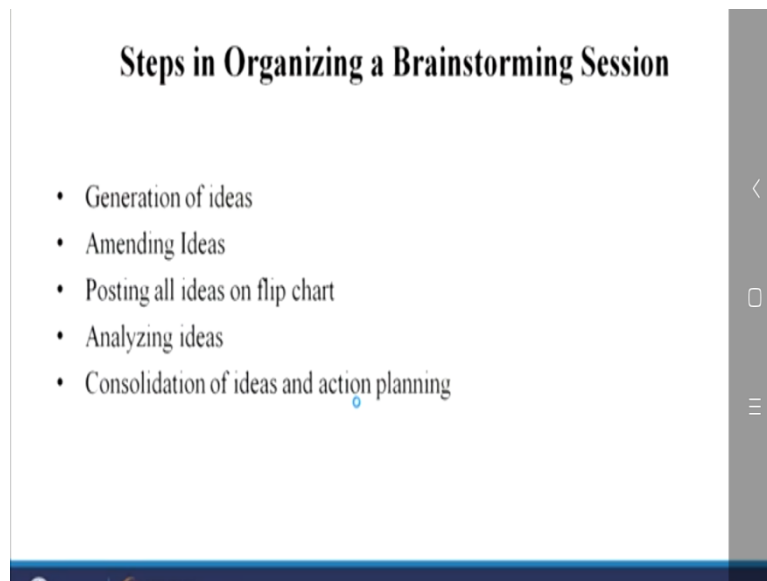 Steps in Organizing a Brainstorming Session
• Generation of ideas
• Amending Ideas
• Posting all ideas on flip chart
• Analyzing ideas
• Consolidation of ideas and action planning